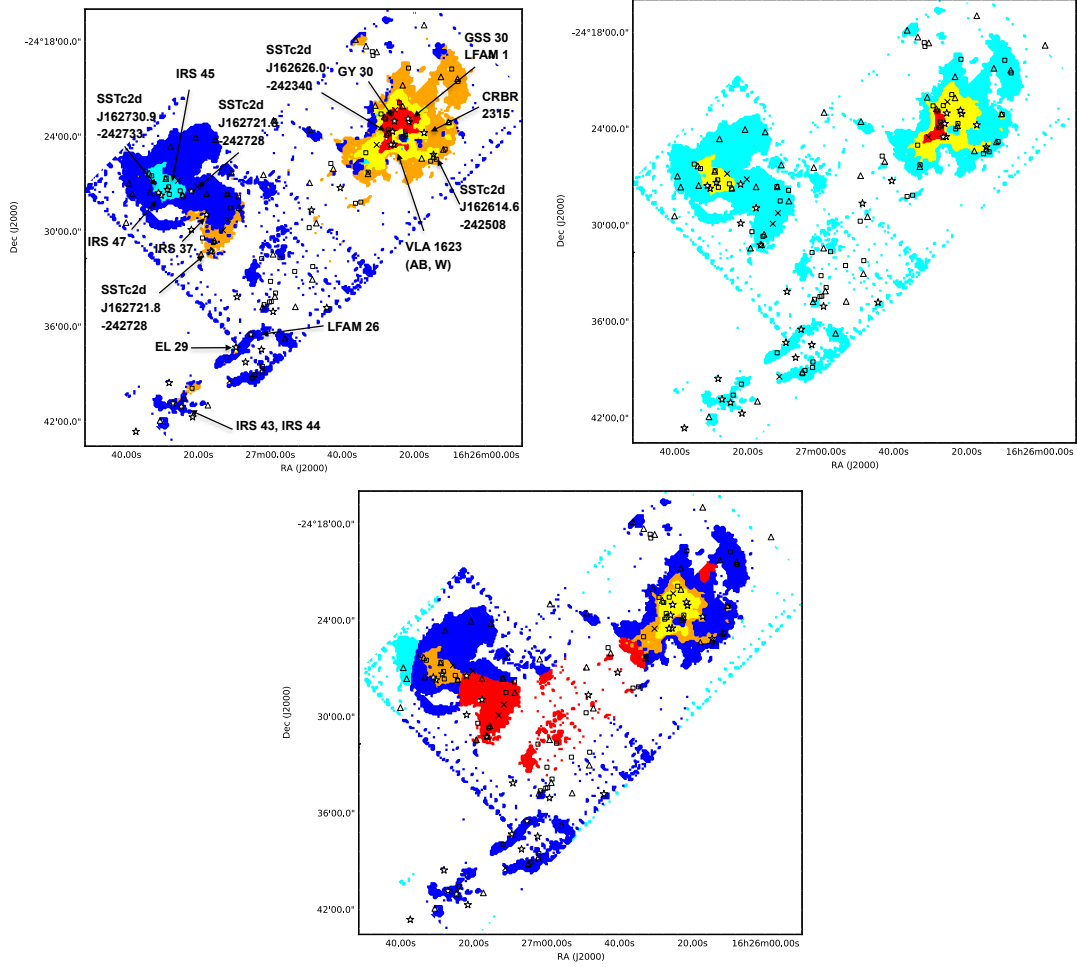 -24°18'00.0"
-24°00.0"
30'00.0"
36'00.0"
42'00.0"
Dec (J2000)
40.00s
20.00s
27m00.00s
40.00s
20.00s
16h26m00.00s
RA (J2000)
SSTc2d
J162730.9
-242733
IRS 45
SSTc2d
J162721.8
-242728
SSTc2d
J162626.0
-242340
GY 30
GSS 30
LFAM 1
CRBR
2315
SSTc2d
J162614.6
-242508
VLA 1623
(AB, W)
IRS 47
IRS 37
SSTc2d
J162721.8
-242728
LFAM 26
EL 29
IRS 43, IRS 44
-24°18'00.0"
24'00.0"
30'00.0"
36'00.0"
42'00.0"
Dec (J2000)
40.00s
20.00s
27m00.00s
40.00s
20.00s
16h26m00.00s
RA (J2000)
-24°18'00.0"
24'00.0"
30'00.0"
36'00.0"
42'00.0"
Dec (J2000)
40.00s
20.00s
27m00.00s
40.00s
20.00s
16h26m00.00s
RA (J2000)